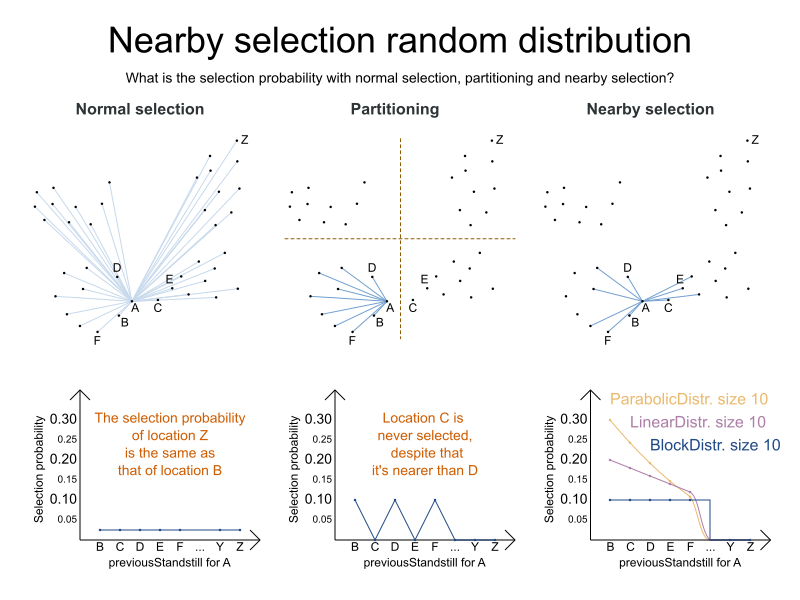 Nearby selection random distribution
What is the selection probability with normal selection, partitioning and nearby selection?
Normal selection
Z
D
E
A
C
B
F
Partitioning
Z
D
E
A
C
B
F
Nearby selection
Z
D
E
A
C
B
F
Selection probability
0.30
0.25
0.20
0.15
0.10
0.05
The selection probability
of location Z
is the same as
that of location B
B C D E F ... Y Z
previousStandstill for A
Selection probability
0.30
0.25
0.20
0.15
0.10
0.05
Location C is
never selected,
despite that
it's nearer than D
B C D E F ... Y Z
previousStandstill for A
Selection probability
0.30
0.25
0.20
0.15
0.10
0.05
ParabolicDistr. size 10
LinearDistr. size 10
BlockDistr. size 10
B C D E F ... Y Z
previousStandstill for A